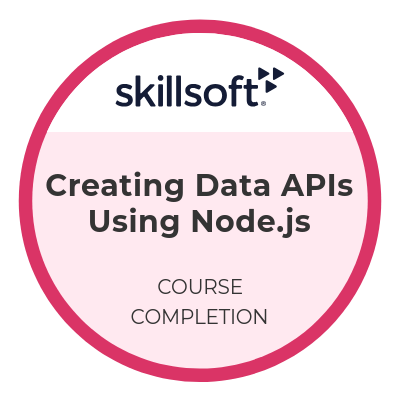 skillsoft®
Creating Data APIs
Using Node.js
COURSE
COMPLETION